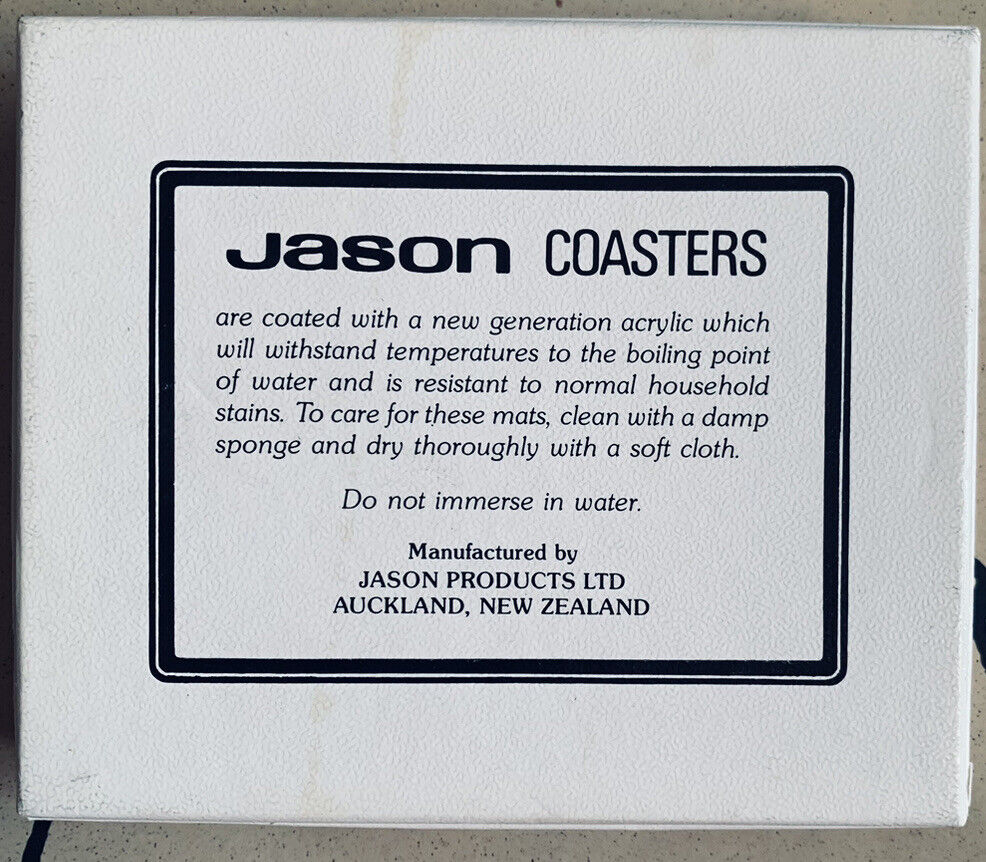 Jason COASTERS
are coated with a new generation acrylic which
will withstand temperatures to the boiling point
of water and is resistant to normal household
stains. To care for these mats, clean with a damp
sponge and dry thoroughly with a soft cloth.
Do not immerse in water.
Manufactured by
JASON PRODUCTS LTD
AUCKLAND, NEW ZEALAND